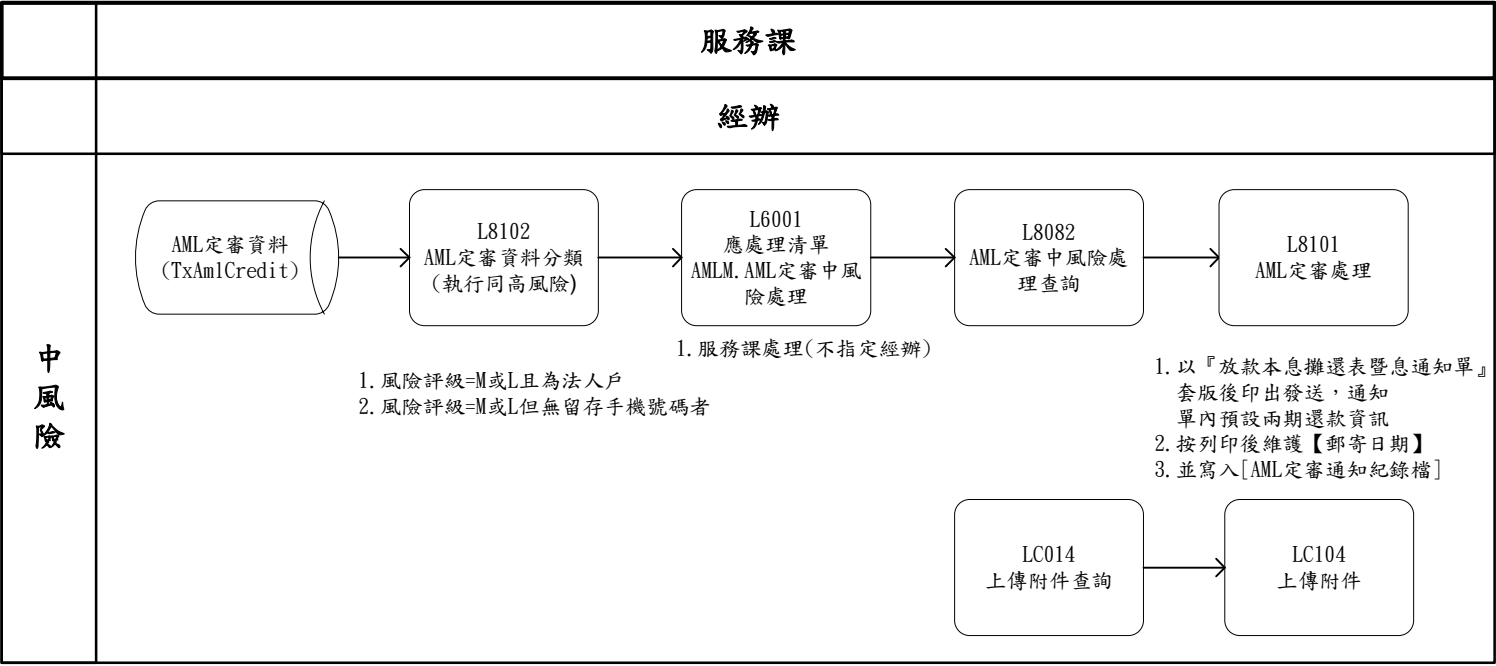 服務課
經辦
中
風
險
AML定審資料
(TxAmlCredit)
L8102
AML定審資料分類
(執行同高風險)
L6001
應處理清單
AMLM.AML定審中風
險處理
L8082
AML定審中風險處
理查詢
L8101
AML定審處理
1.風險評級=M或L且為法人戶
2.風險評級=M或L但無留存手機號碼者
1.服務課處理(不指定經辦)
1.以『放款本息攤還表暨息通知單』
套版後印出發送，通知
單內預設兩期還款資訊
2.按列印後維護【郵寄日期】
3.並寫入[AML定審通知紀錄檔]
LC014
上傳附件查詢
LC104
上傳附件